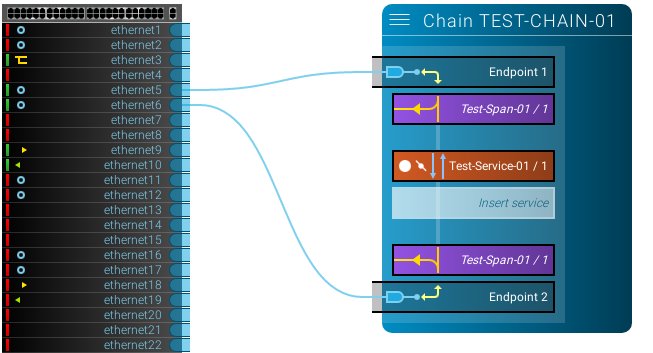 ethernet1
ethernet2
ethernet3
ethernet4
ethernet5
ethernet6
ethernet7
ethernet8
ethernet9
ethernet10
ethernet11
ethernet12
ethernet13
ethernet14
ethernet15
ethernet16
ethernet17
ethernet18
ethernet19
ethernet20
ethernet21
ethernet22
Chain TEST-CHAIN-01
Endpoint 1
Test-Span-01 / 1
Test-Service-01 / 1
Insert service
Test-Span-01 / 1
Endpoint 2